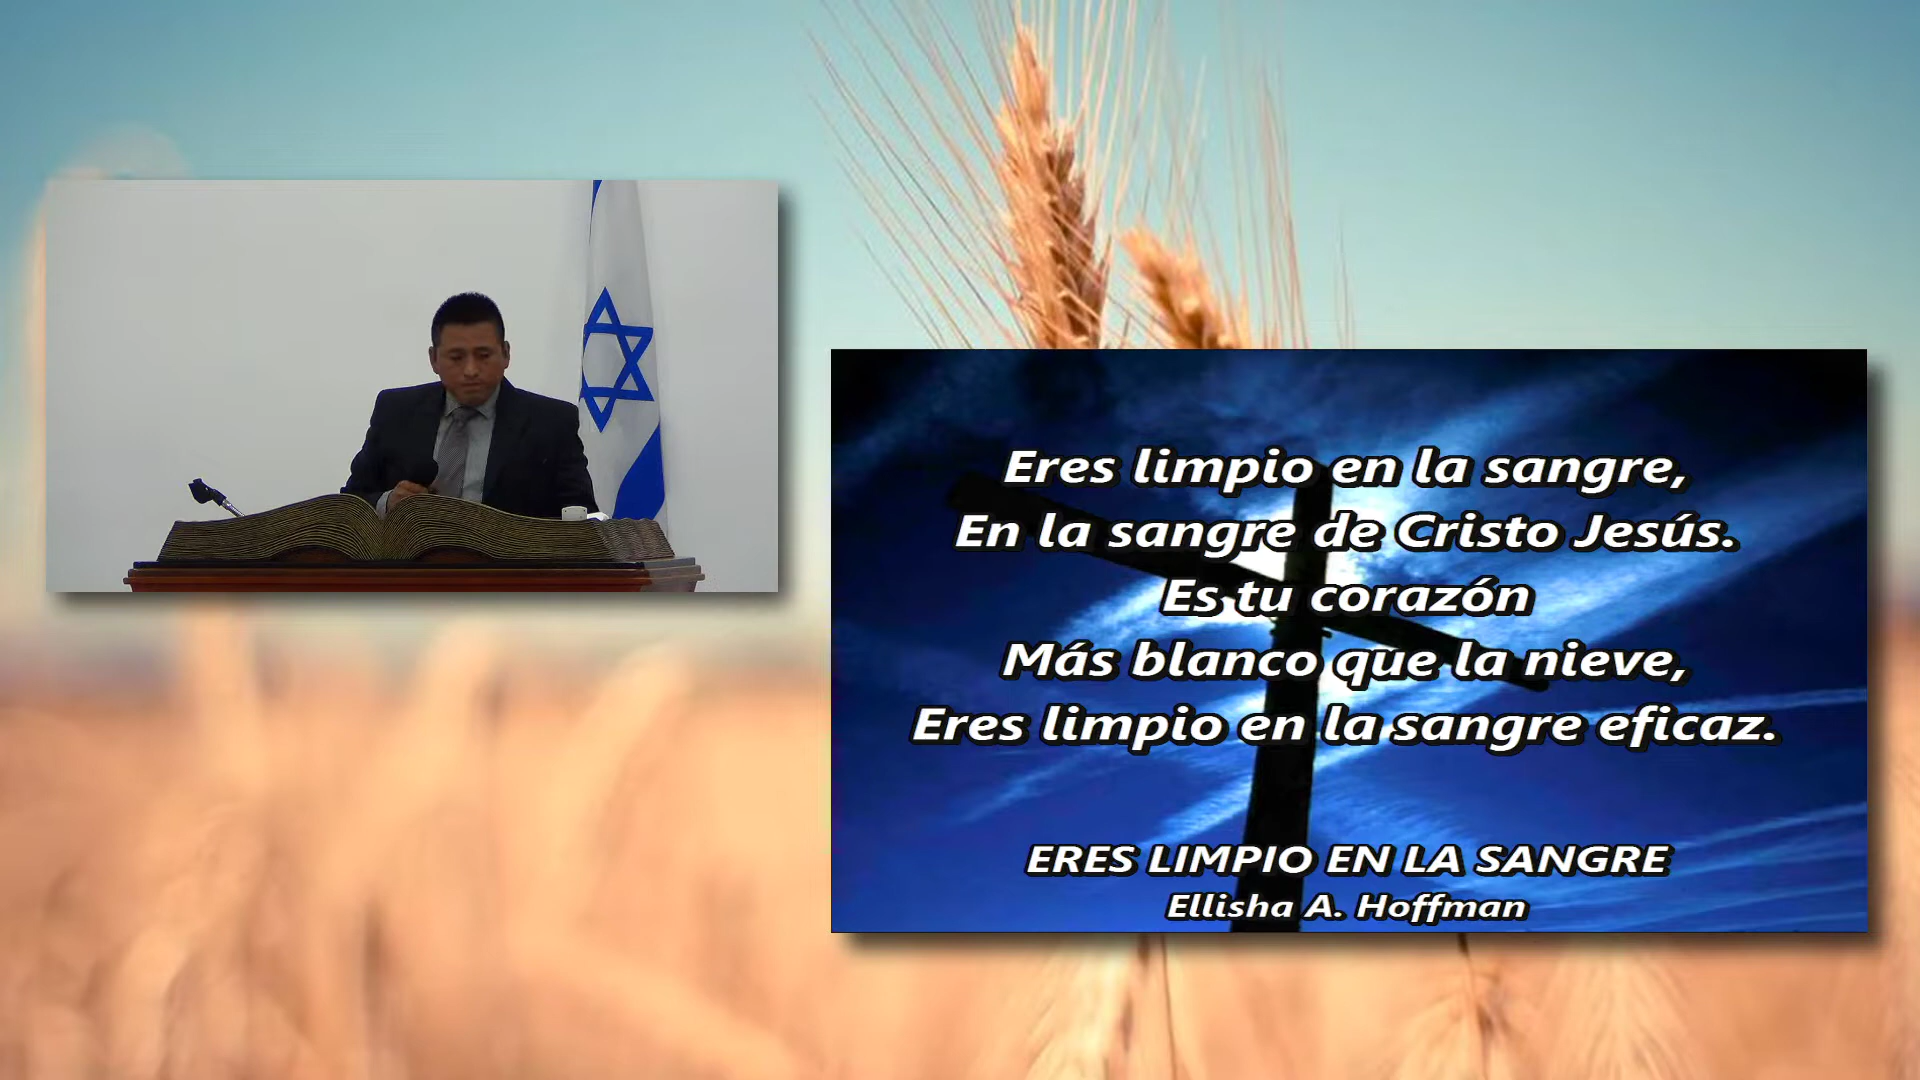 Eres limpio en la sangre,
En la sangre de Cristo Jesús.
Es tu corazón
Más blanco que la nieve,
Eres limpio en la sangre eficaz.
ERES LIMPIO EN LA SANGRE
Ellisha A. Hoffman